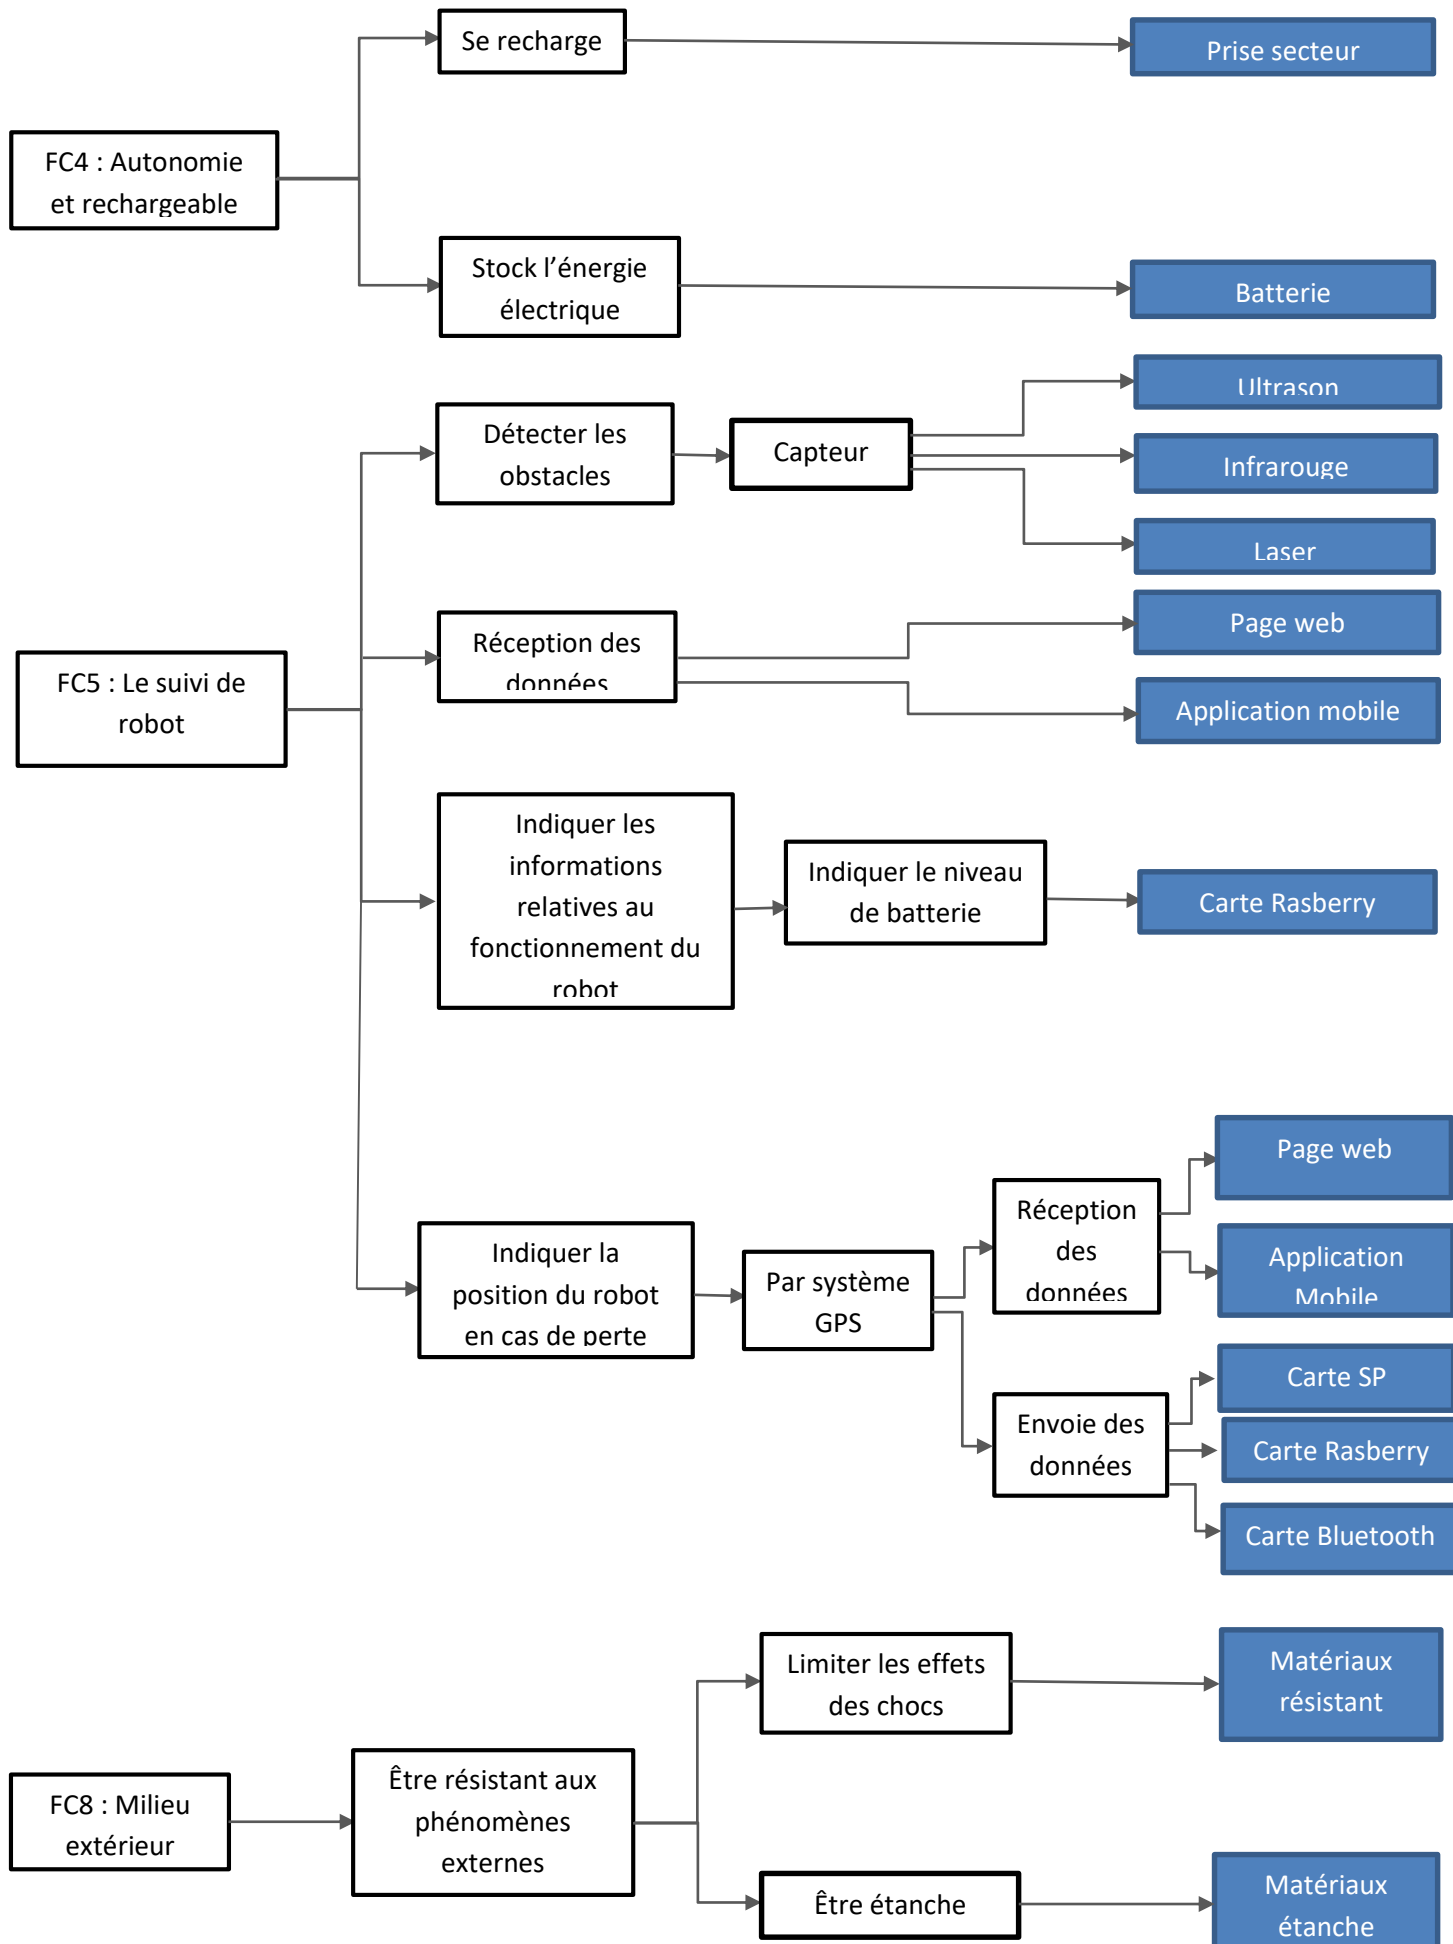 Se recharge
Prise secteur
FC4 : Autonomie
et rechargeable
Stock l’énergie
électrique
Batterie
Ultrason
Détecter les
obstacles
Capteur
Infrarouge
Laser
Réception des
données
Page web
FC5 : Le suivi de
robot
Application mobile
Indiquer les
informations
relatives au
fonctionnement du
robot
Indiquer le niveau
de batterie
Carte Rasberry
Page web
Réception
des
données
Indiquer la
position du robot
en cas de perte
Par système
GPS
Application
Mobile
Carte SP
Envoie des
données
Carte Rasberry
Carte Bluetooth
Limiter les effets
des chocs
Matériaux
résistant
FC8 : Milieu
extérieur
Être résistant aux
phénomènes
externes
Être étanche
Matériaux
étanche